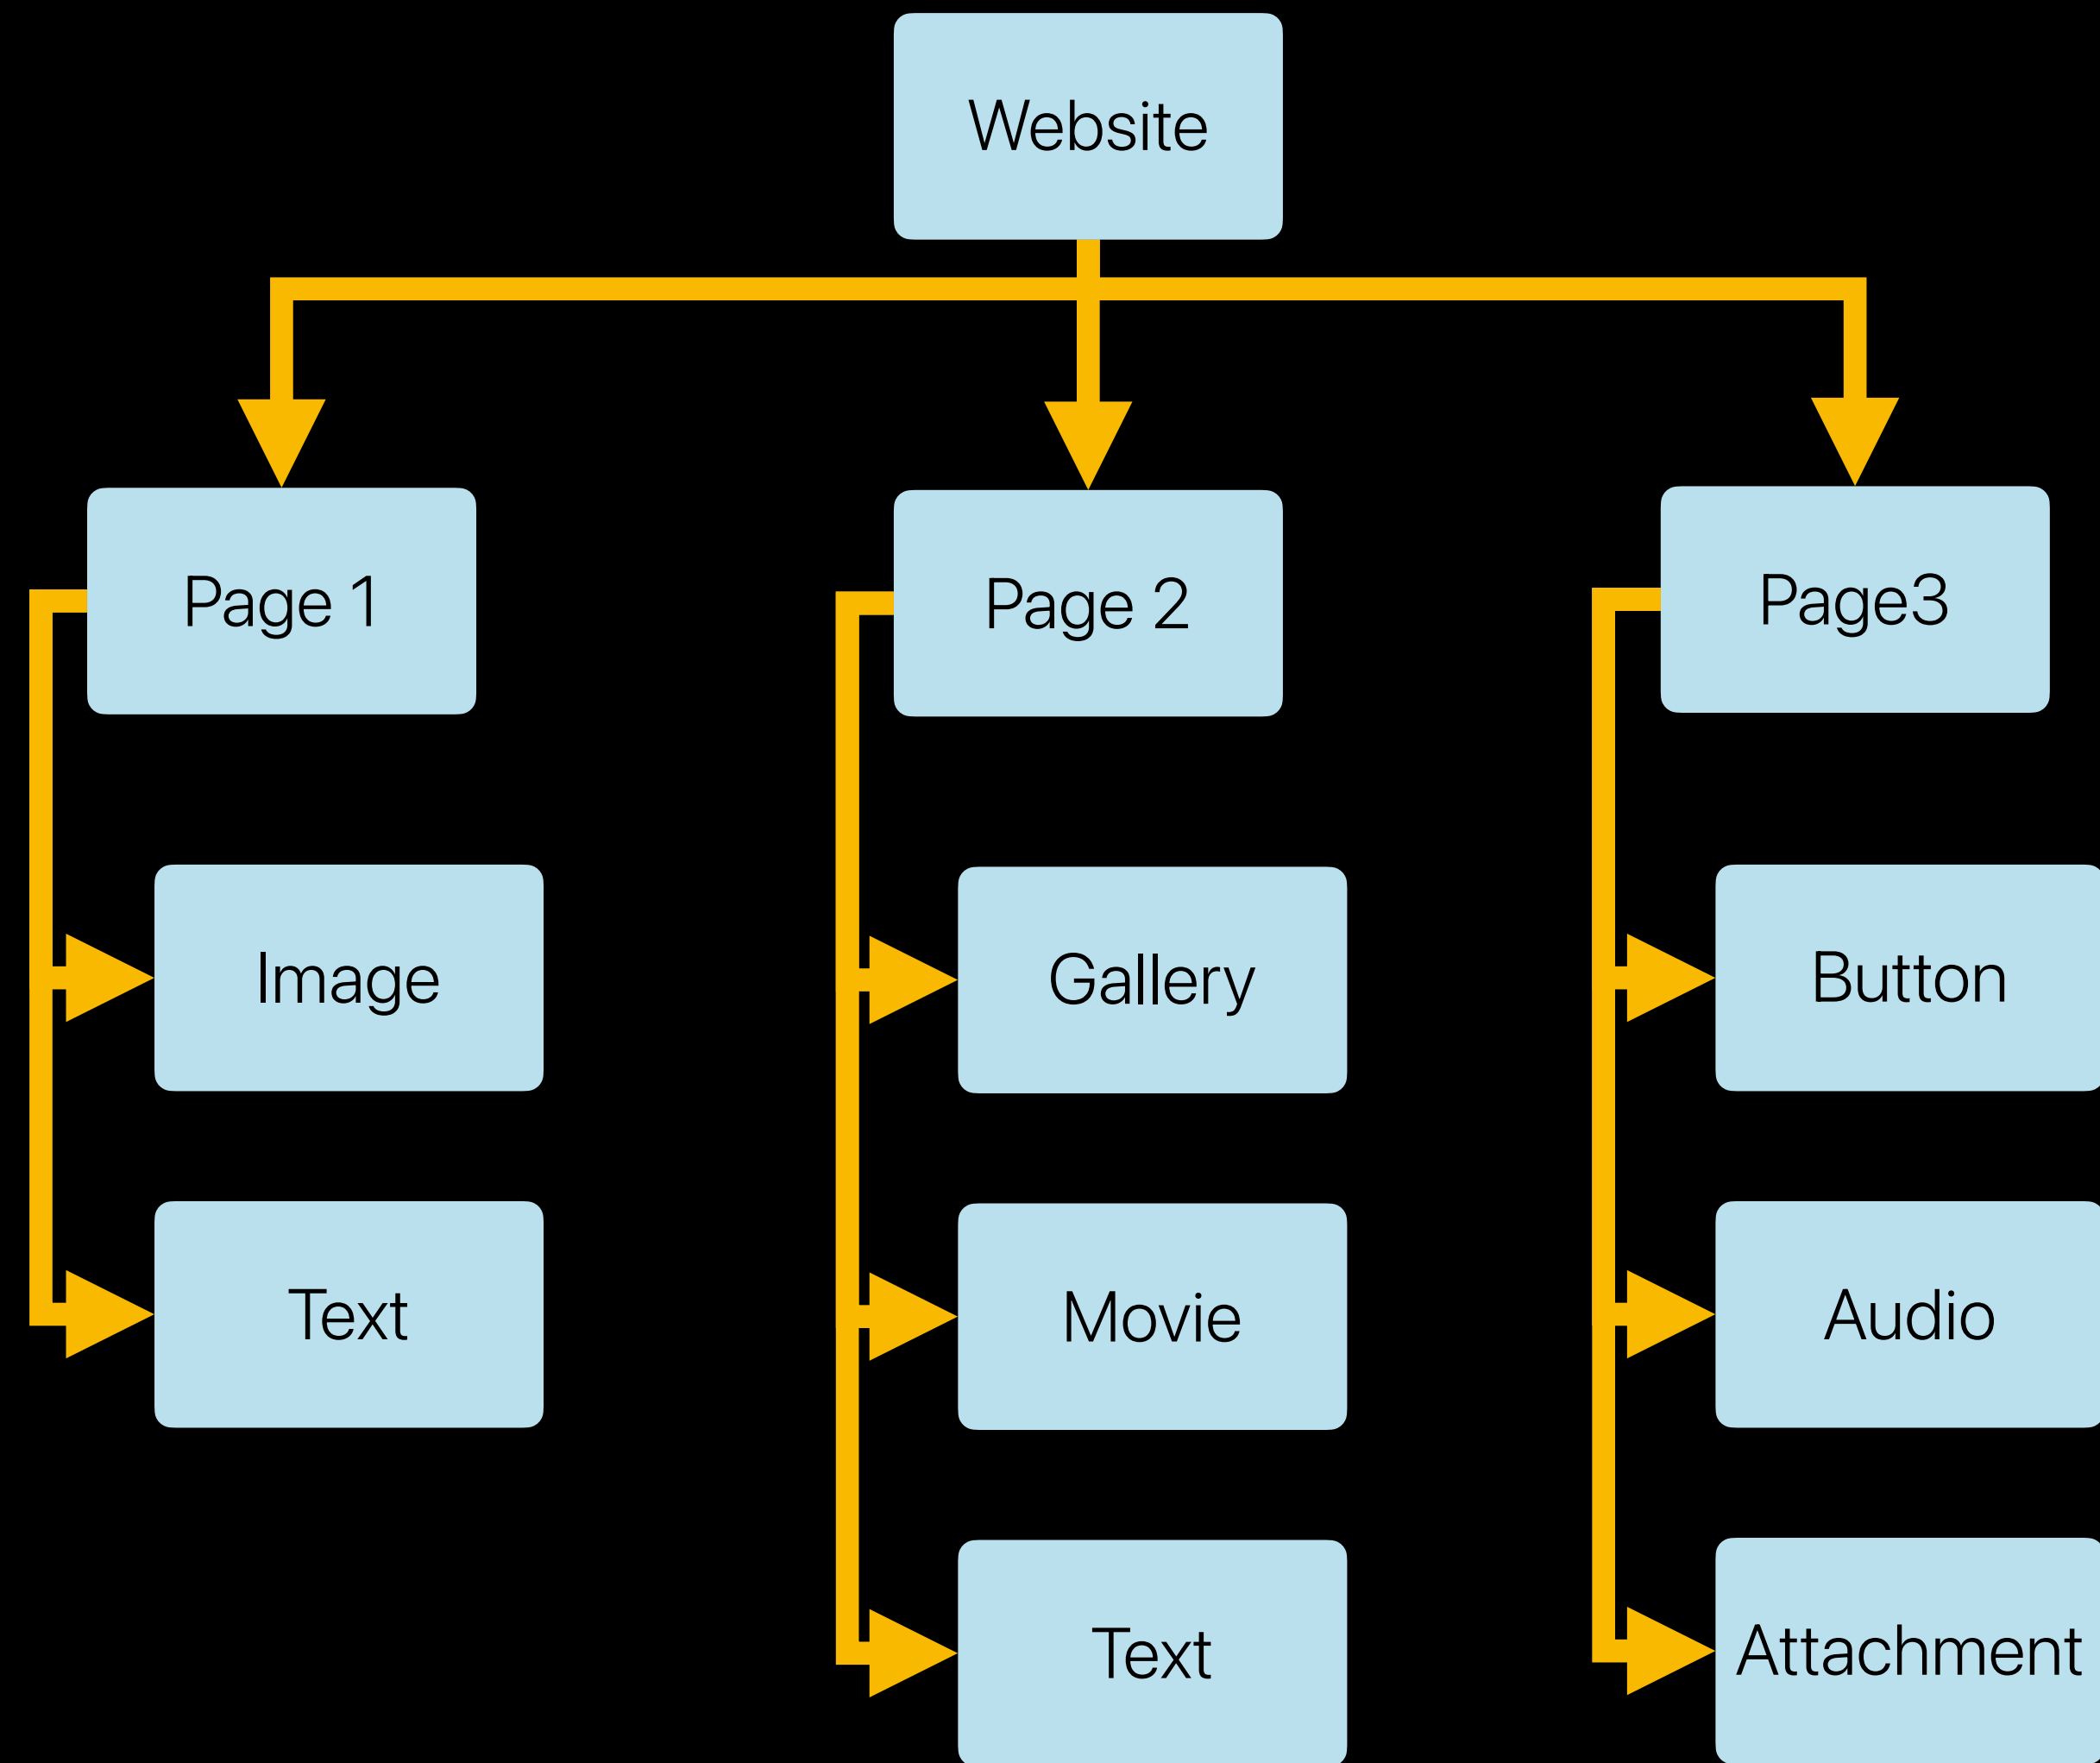 Website
Page 1
Page 2
Page3
Image
Gallery
Button
Text
Movie
Audio
Text
Attachment